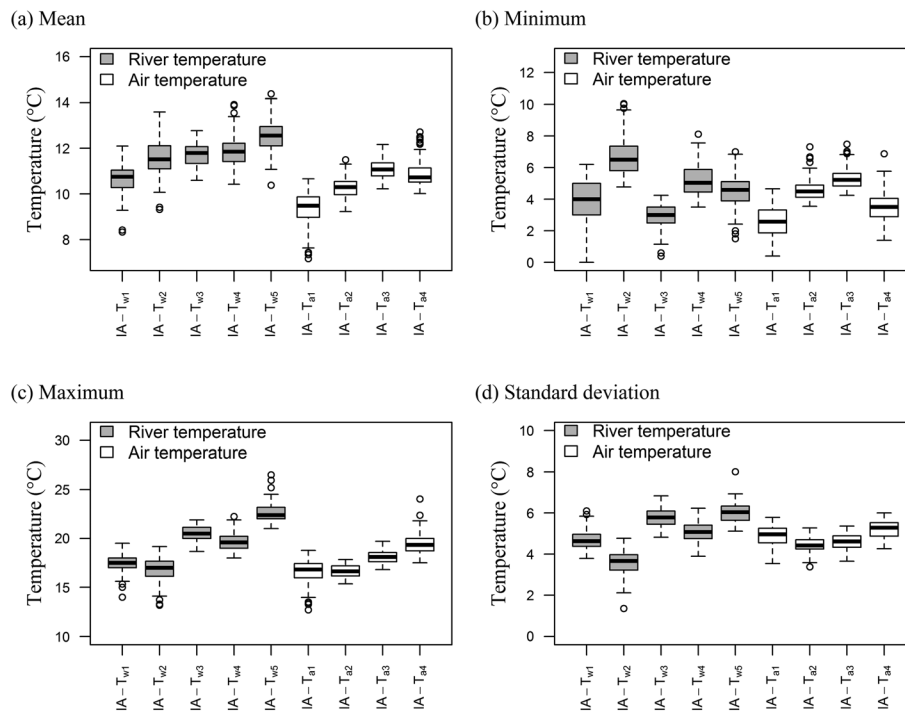 (a) Mean
Temperature (°C)
16
14
12
10
8
River temperature
Air temperature
IA−Tw1
IA−Tw2
IA−Tw3
IA−Tw4
IA−Tw5
IA−Ta1
IA−Ta2
IA−Ta3
IA−Ta4
(b) Minimum
Temperature (°C)
12
10
8
6
4
2
0
River temperature
Air temperature
IA−Tw1
IA−Tw2
IA−Tw3
IA−Tw4
IA−Tw5
IA−Ta1
IA−Ta2
IA−Ta3
IA−Ta4
(c) Maximum
Temperature (°C)
30
25
20
15
10
River temperature
Air temperature
IA−Tw1
IA−Tw2
IA−Tw3
IA−Tw4
IA−Tw5
IA−Ta1
IA−Ta2
IA−Ta3
IA−Ta4
(d) Standard deviation
Temperature (°C)
10
8
6
4
2
0
River temperature
Air temperature
IA−Tw1
IA−Tw2
IA−Tw3
IA−Tw4
IA−Tw5
IA−Ta1
IA−Ta2
IA−Ta3
IA−Ta4